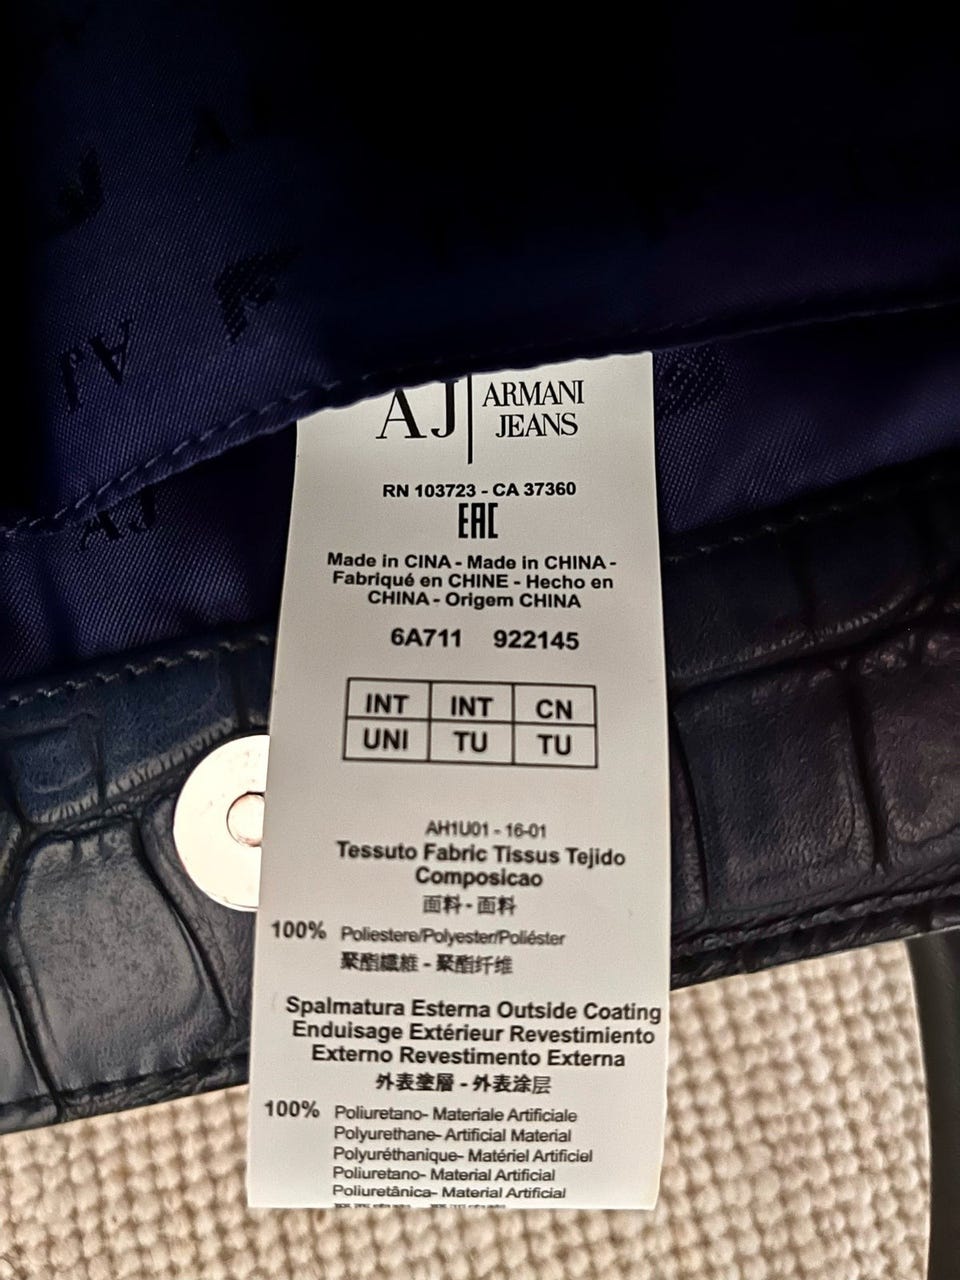 AJ
AJ
AJ | ARMANI JEANS
RN 103723 - CA 37360
EAC
Made in CINA - Made in CHINA -
Fabriqué en CHINE - Hecho en
CHINA - Origem CHINA
6A711 922145
INT INT CN
UNI TU TU
AH1U01 - 16-01
Tessuto Fabric Tissus Tejido
Composicao
面料 - 面料
100% Poliestere/Polyester/Poliéster
聚酯纖維 - 聚酯纤维
Spalmatura Esterna Outside Coating
Enduisage Extérieur Revestimiento
Externo Revestimento Externa
外表塗層 - 外表涂层
100% Poliuretano- Materiale Artificiale
Polyurethane- Artificial Material
Polyuréthanique- Matériel Artificiel
Poliuretano- Material Artificial
Poliuretânica- Material Artificial